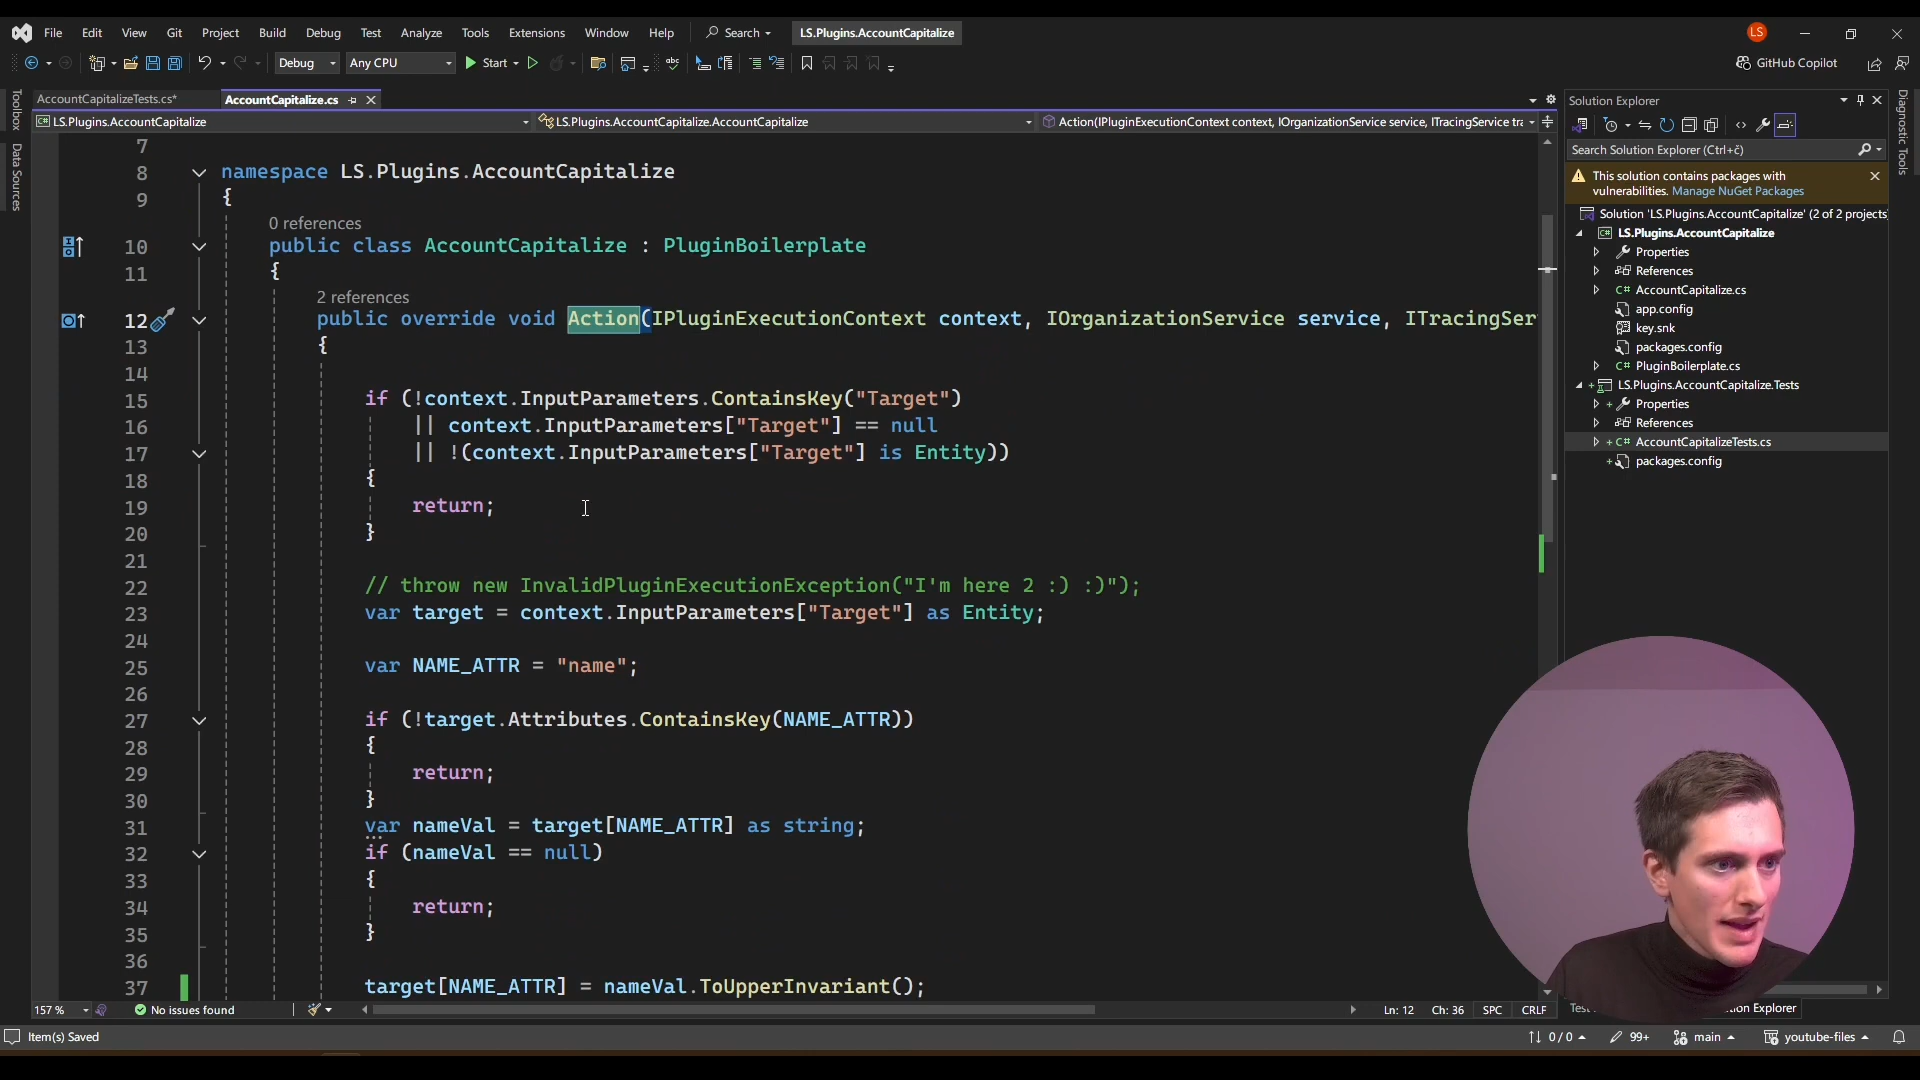 File Edit View Git Project Build Debug Test Analyze Tools Extensions Window Help Search LS.Plugins.AccountCapitalize LS
Debug Any CPU Start GitHub Copilot
AccountCapitalizeTests.cs* AccountCapitalize.cs
LS.Plugins.AccountCapitalize LS.Plugins.AccountCapitalize.AccountCapitalize Action(IPluginExecutionContext context, IOrganizationService service, ITracingService tra
Toolbox
Data Sources
7
8 namespace LS.Plugins.AccountCapitalize
9 {
0 references
10 public class AccountCapitalize : PluginBoilerplate
11 {
2 references
12 public override void Action(IPluginExecutionContext context, IOrganizationService service, ITracingSer
13 {
14
15 if (!context.InputParameters.ContainsKey("Target")
16 || context.InputParameters["Target"] == null
17 || !(context.InputParameters["Target"] is Entity))
18 {
19 return;
20 }
21
22 // throw new InvalidPluginExecutionException("I'm here 2 :) :)");
23 var target = context.InputParameters["Target"] as Entity;
24
25 var NAME_ATTR = "name";
26
27 if (!target.Attributes.ContainsKey(NAME_ATTR))
28 {
29 return;
30 }
31 var nameVal = target[NAME_ATTR] as string;
32 if (nameVal == null)
33 {
34 return;
35 }
36
37 target[NAME_ATTR] = nameVal.ToUpperInvariant();
157 % No issues found Ln: 12 Ch: 36 SPC CRLF
Solution Explorer
Search Solution Explorer (Ctrl+č)
This solution contains packages with
vulnerabilities. Manage NuGet Packages
Solution 'LS.Plugins.AccountCapitalize' (2 of 2 projects
C# LS.Plugins.AccountCapitalize
Properties
References
C# AccountCapitalize.cs
app.config
key.snk
packages.config
C# PluginBoilerplate.cs
LS.Plugins.AccountCapitalize.Tests
Properties
References
C# AccountCapitalizeTests.cs
packages.config
Diagnostic Tools
Test
tion Explorer
Item(s) Saved 0 / 0 99+ main youtube-files